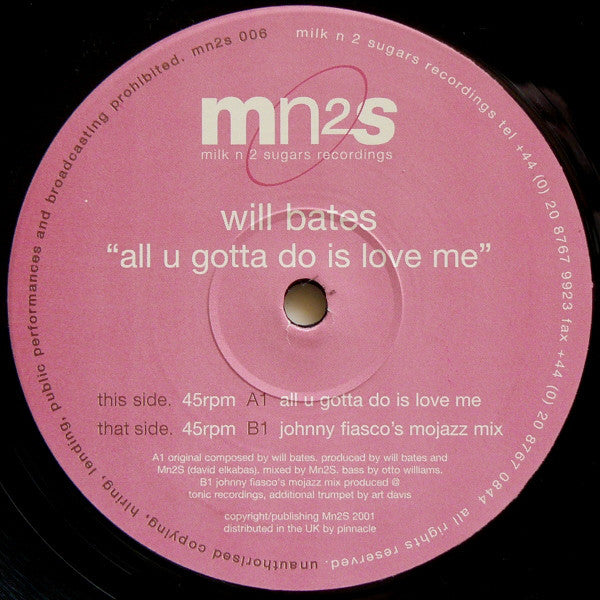 mn2s
milk n 2 sugars recordings
will bates
“all u gotta do is love me”
this side. 45rpm A1 all u gotta do is love me
that side. 45rpm B1 johnny fiasco's mojazz mix
A1 original composed by will bates. produced by will bates and
Mn2S (david elkabas). mixed by Mn2S. bass by otto williams.
B1 johnny fiasco's mojazz mix produced @
tonic recordings, additional trumpet by art davis
copyright/publishing Mn2S 2001
distributed in the UK by pinnacle
milk n 2 sugars recordings tel +44 (0) 20 8767 9923 fax +44 (0) 20 8767 0844 all rights reserved. unauthorised copying, hiring, lending, public performances and broadcasting prohibited. mn2s 006